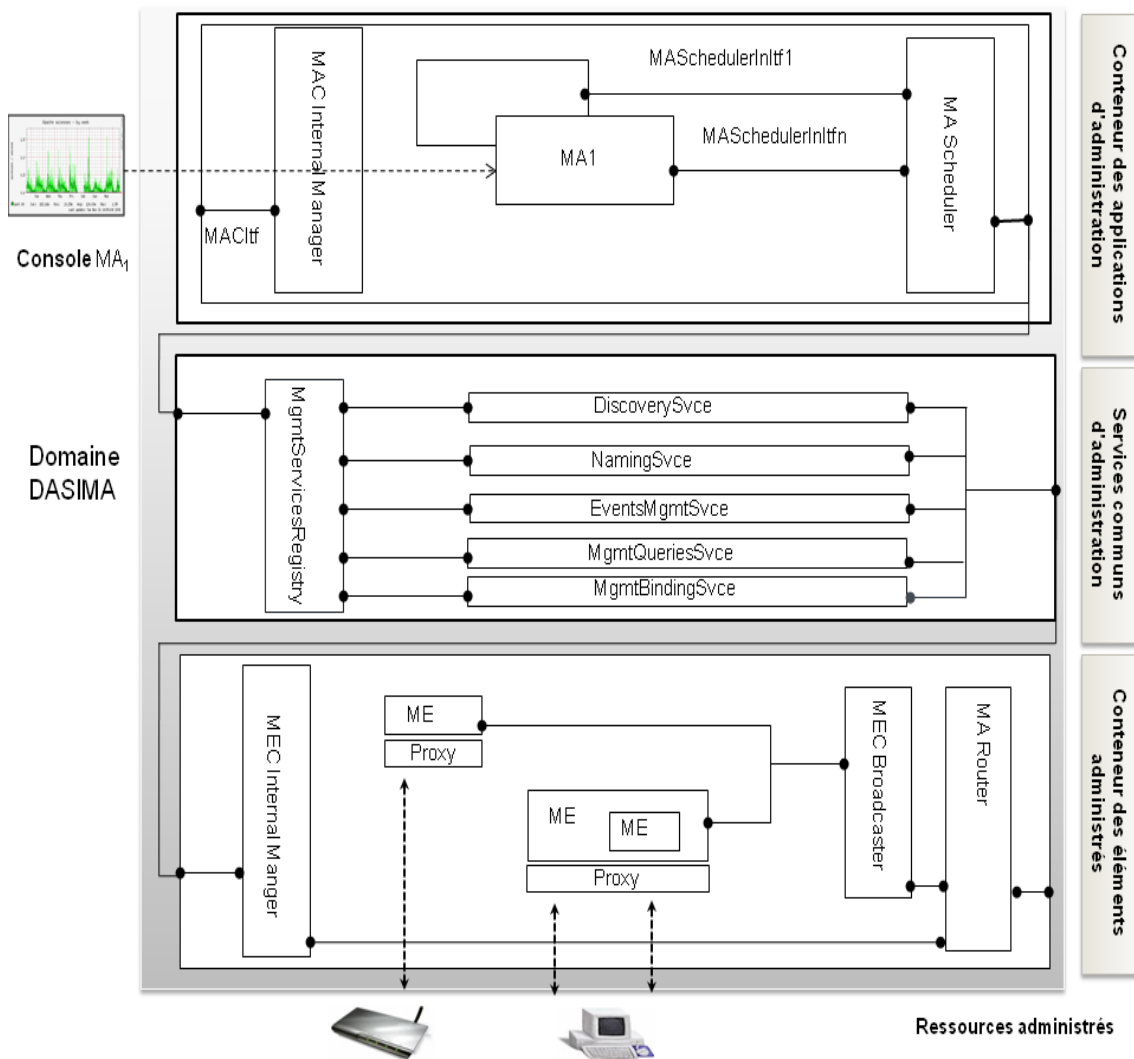 MAC Internal Manager
MASchedulerInItf1
MASchedulerInItfn
MA1
MA Scheduler
MACItf
Console MA1
Conteneur des applications
d'administration
Domaine
DASIMA
MgmtServicesRegistry
DiscoverySvce
NamingSvce
EventsMgmtSvce
MgmtQueriesSvce
MgmtBindingSvce
Services communs
d'administration
MEC Internal Manger
ME
Proxy
ME
ME
Proxy
MEC Broadcaster
MA Router
Conteneur des éléments
administrés
Ressources administrés